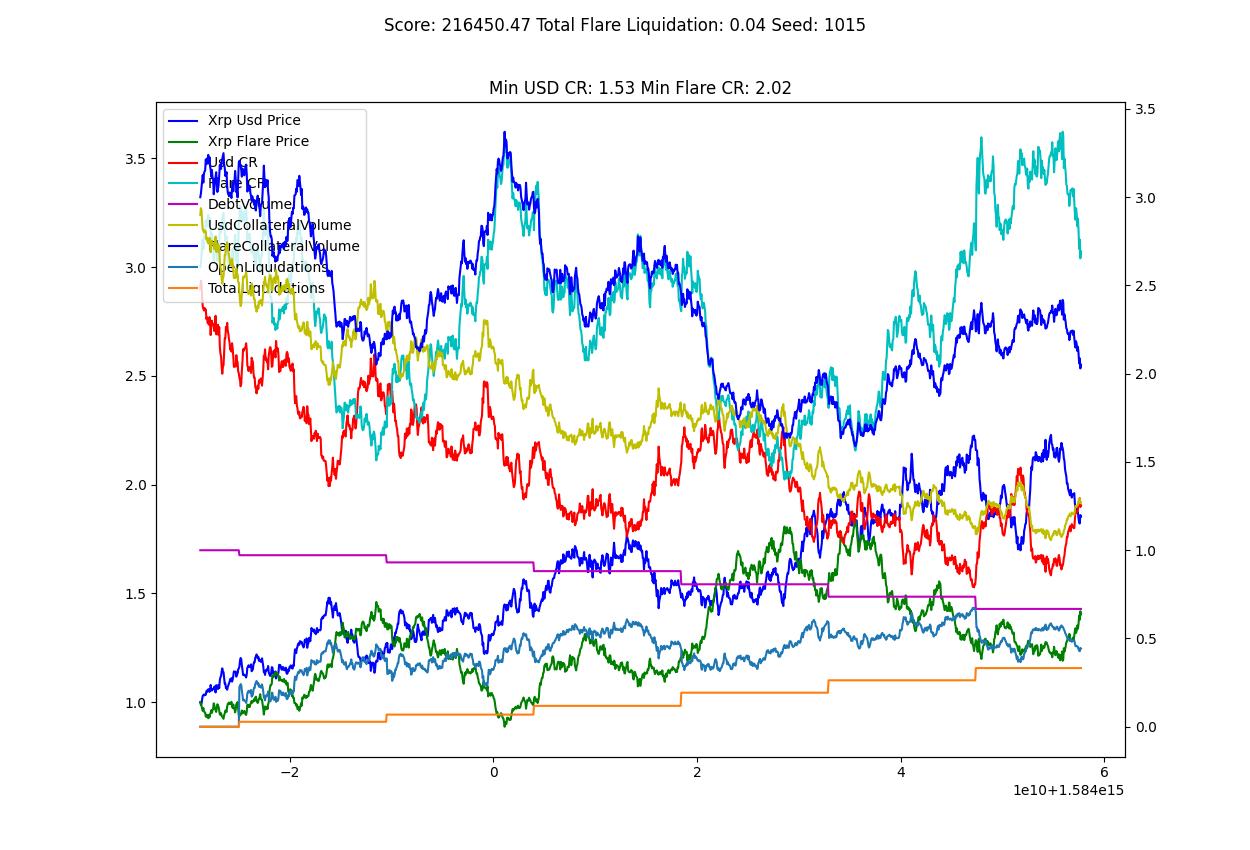 Score: 216450.47 Total Flare Liquidation: 0.04 Seed: 1015
Min USD CR: 1.53 Min Flare CR: 2.02
Xrp Usd Price
Xrp Flare Price
Usd CR
Flare CR
DebtVolume
UsdCollateralVolume
FlareCollateralVolume
OpenLiquidations
TotalLiquidations
3.5
3.0
2.5
2.0
1.5
1.0
3.5
3.0
2.5
2.0
1.5
1.0
0.5
0.0
−2 0 2 4 6
1e10+1.584e15